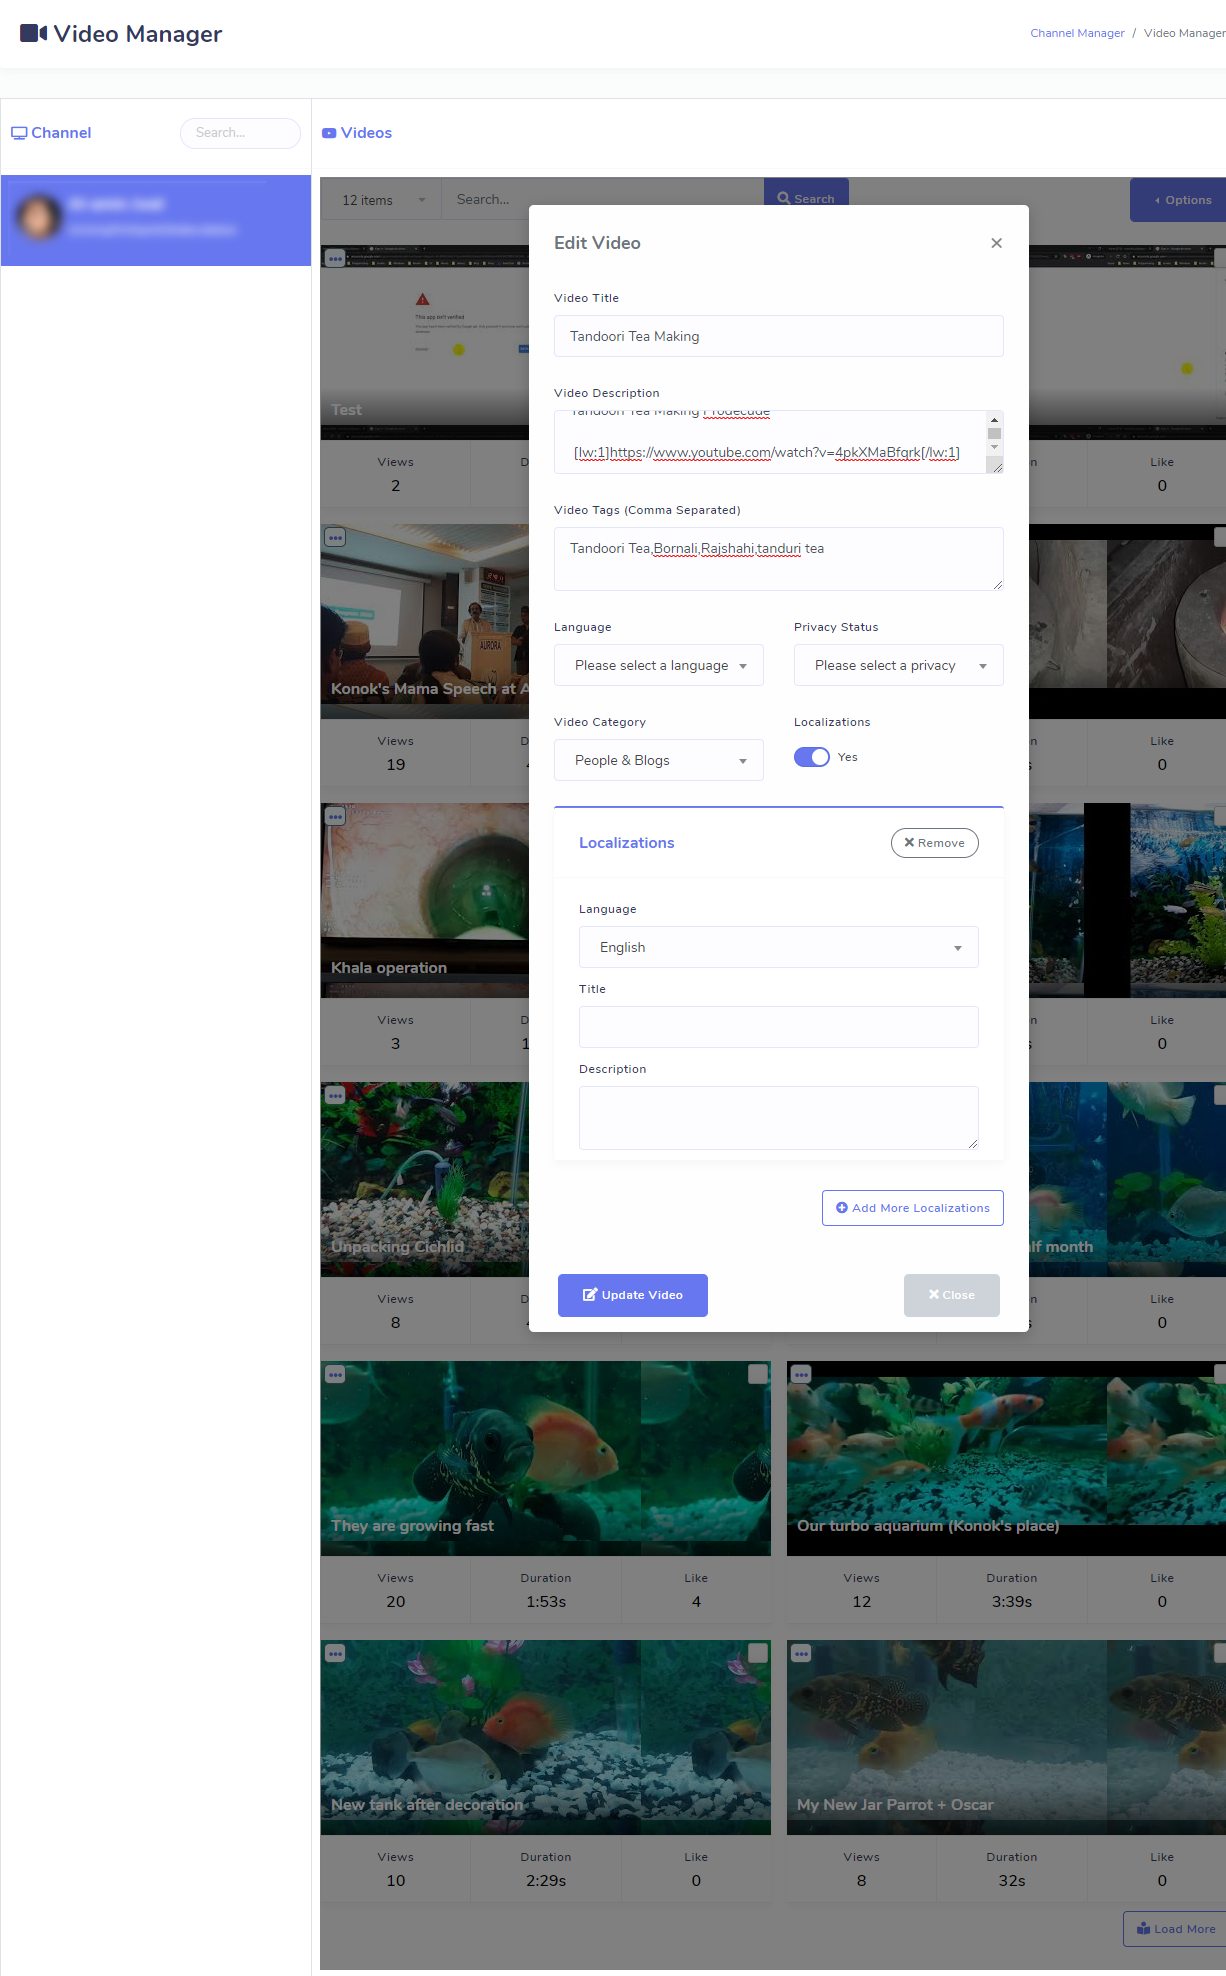 Video Manager
Channel Manager / Video Manager
Channel
Search...
Videos
12 items
Search...
Search
Options
Edit Video
Video Title
Tandoori Tea Making
Video Description
Tandoori Tea Making Prodecude
[lw:1]https://www.youtube.com/watch?v=4pkXMaBfqrk[/lw:1]
Video Tags (Comma Separated)
Tandoori Tea,Bornali,Rajshahi,tanduri tea
Language
Privacy Status
Please select a language
Please select a privacy
Video Category
Localizations
People & Blogs
Yes
Localizations
Remove
Language
English
Title
Description
Add More Localizations
Update Video
Close
This app isn't verified
Test
Views
2
Like
0
AURORA
Konok's Mama Speech at A
Views
19
Like
0
Khala operation
Views
3
Like
0
Unpacking Cichlid
lf month
Views
8
Like
0
They are growing fast
Our turbo aquarium (Konok's place)
Views Duration Like
20 1:53s 4
Views Duration Like
12 3:39s 0
New tank after decoration
My New Jar Parrot + Oscar
Views Duration Like
10 2:29s 0
Views Duration Like
8 32s 0
Load More